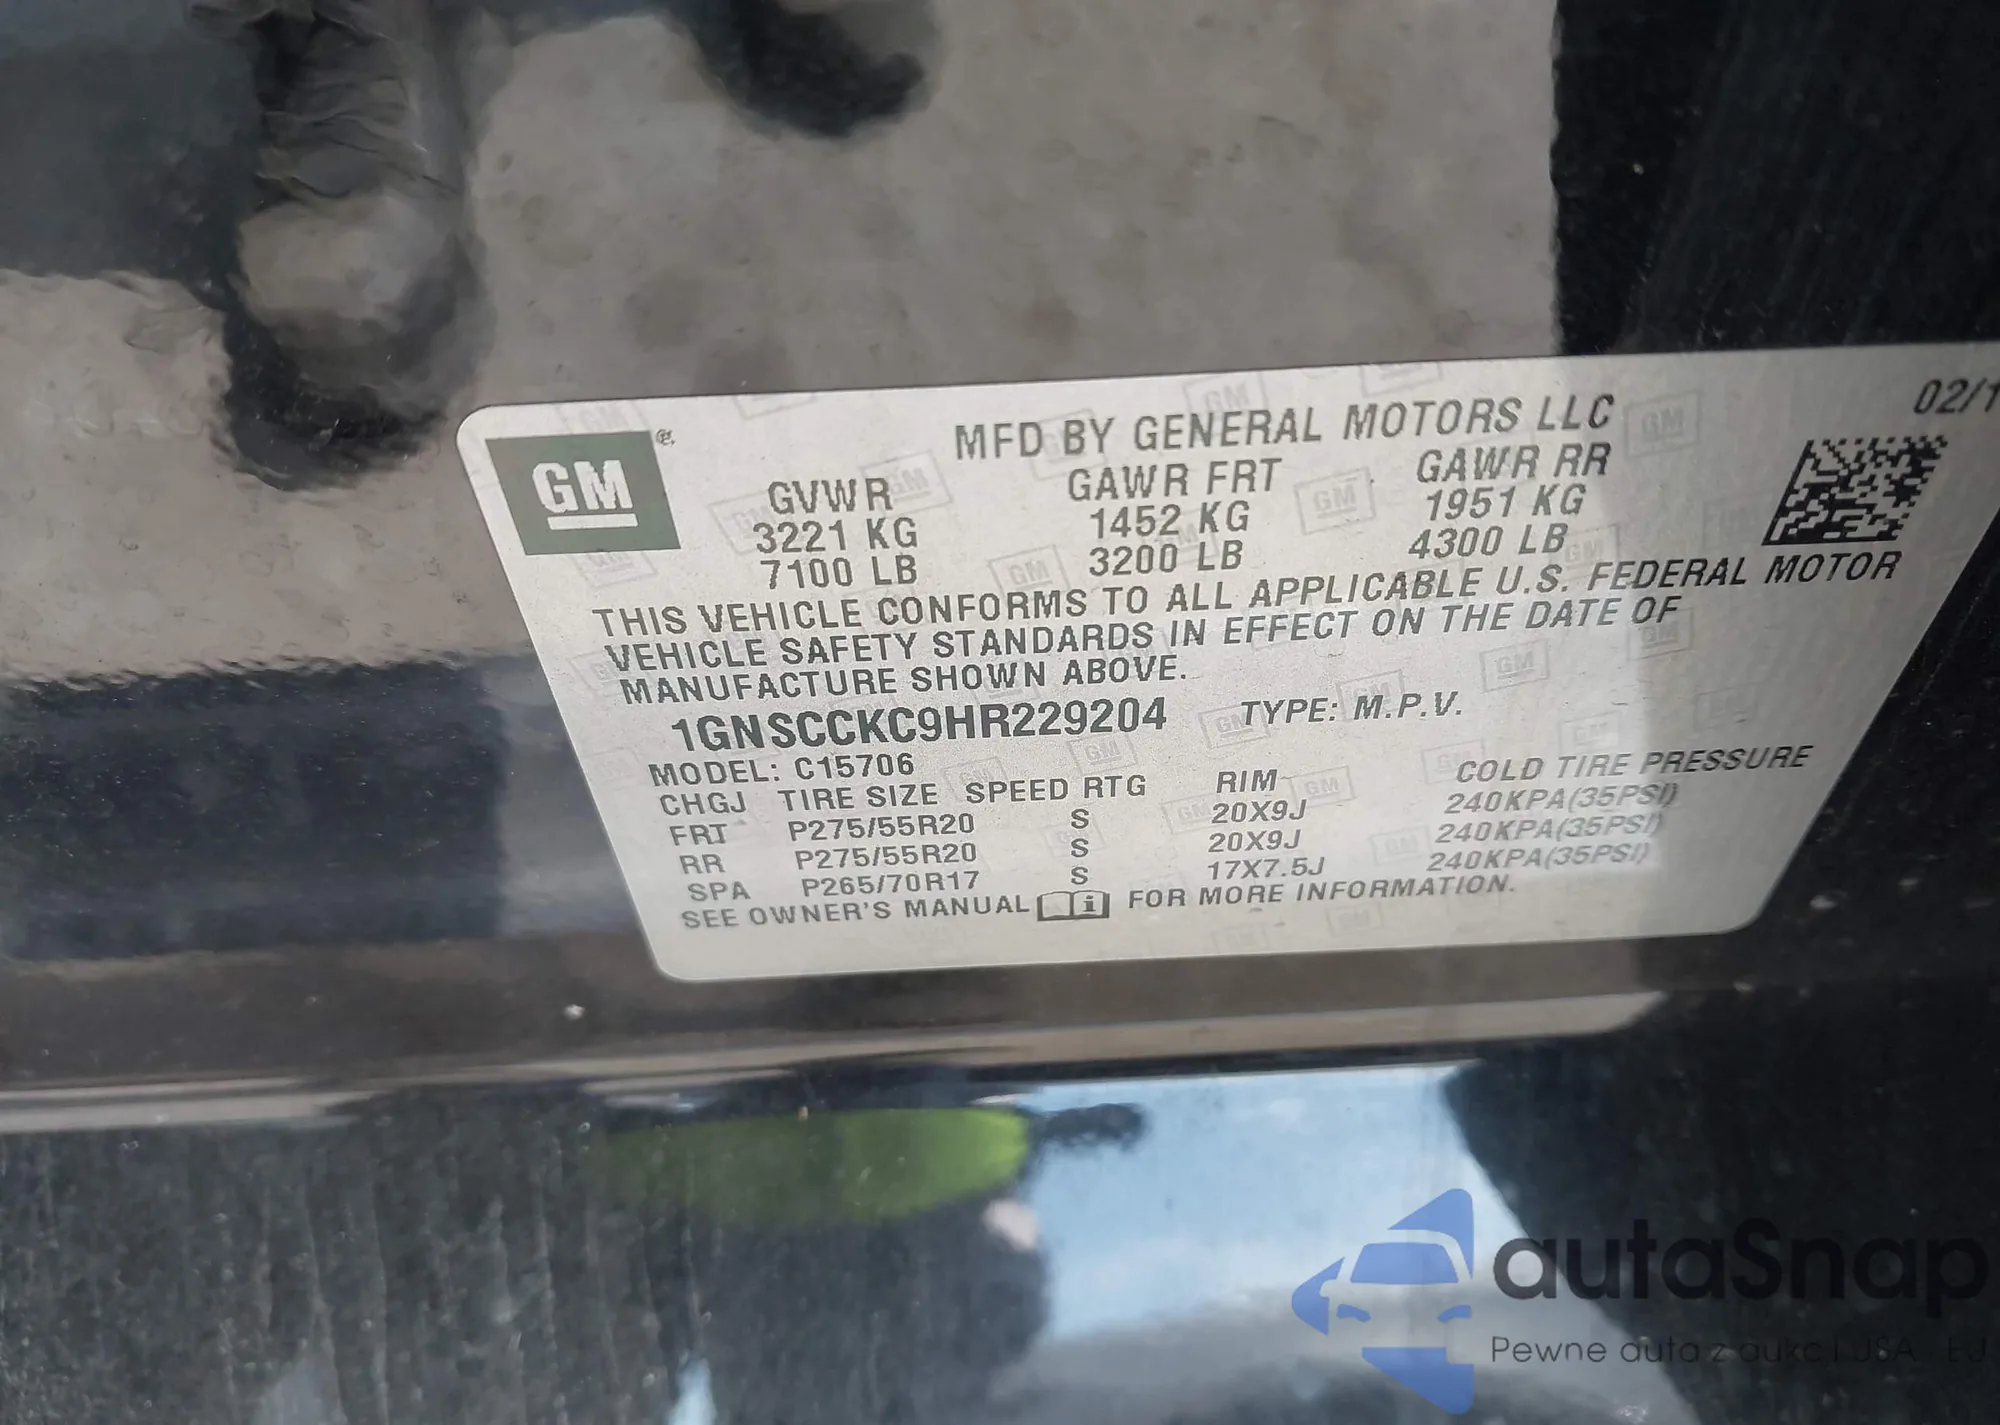 MFD BY GENERAL MOTORS LLC 02/1
GM
GVWR GAWR FRT GAWR RR
3221 KG 1452 KG 1951 KG
7100 LB 3200 LB 4300 LB
THIS VEHICLE CONFORMS TO ALL APPLICABLE U.S. FEDERAL MOTOR
VEHICLE SAFETY STANDARDS IN EFFECT ON THE DATE OF
MANUFACTURE SHOWN ABOVE.
1GNSCCKC9HR229204 TYPE: M.P.V.
MODEL: C15706
CHGJ TIRE SIZE SPEED RTG RIM COLD TIRE PRESSURE
FRT P275/55R20 S 20X9J 240KPA(35PSI)
RR P275/55R20 S 20X9J 240KPA(35PSI)
SPA P265/70R17 S 17X7.5J 240KPA(35PSI)
SEE OWNER'S MANUAL i FOR MORE INFORMATION.
autaSnap
Pewne auta z